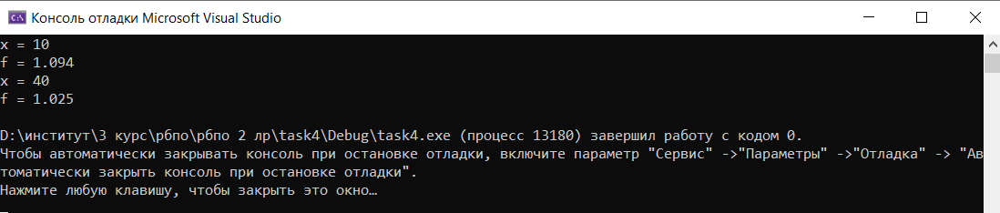 Консоль отладки Microsoft Visual Studio
x = 10
f = 1.094
x = 40
f = 1.025
D:\институт\3 курс\рбпо\рбпо 2 лр\task4\Debug\task4.exe (процесс 13180) завершил работу с кодом 0.
Чтобы автоматически закрывать консоль при остановке отладки, включите параметр "Сервис" ->"Параметры" ->"Отладка" -> "Ав
томатически закрыть консоль при остановке отладки".
Нажмите любую клавишу, чтобы закрыть это окно…